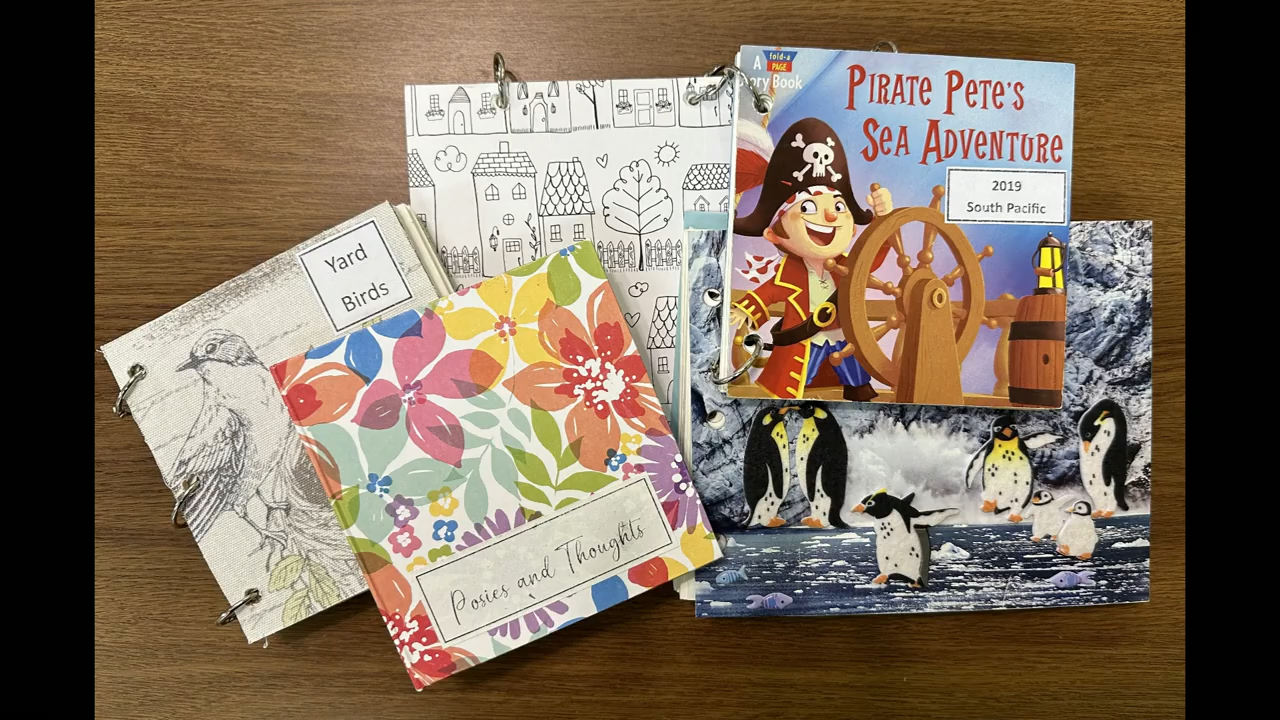 A
fold-a
PAGE
Story Book
PIRATE PETE'S
SEA ADVENTURE
2019
South Pacific
Yard
Birds
Posies and Thoughts